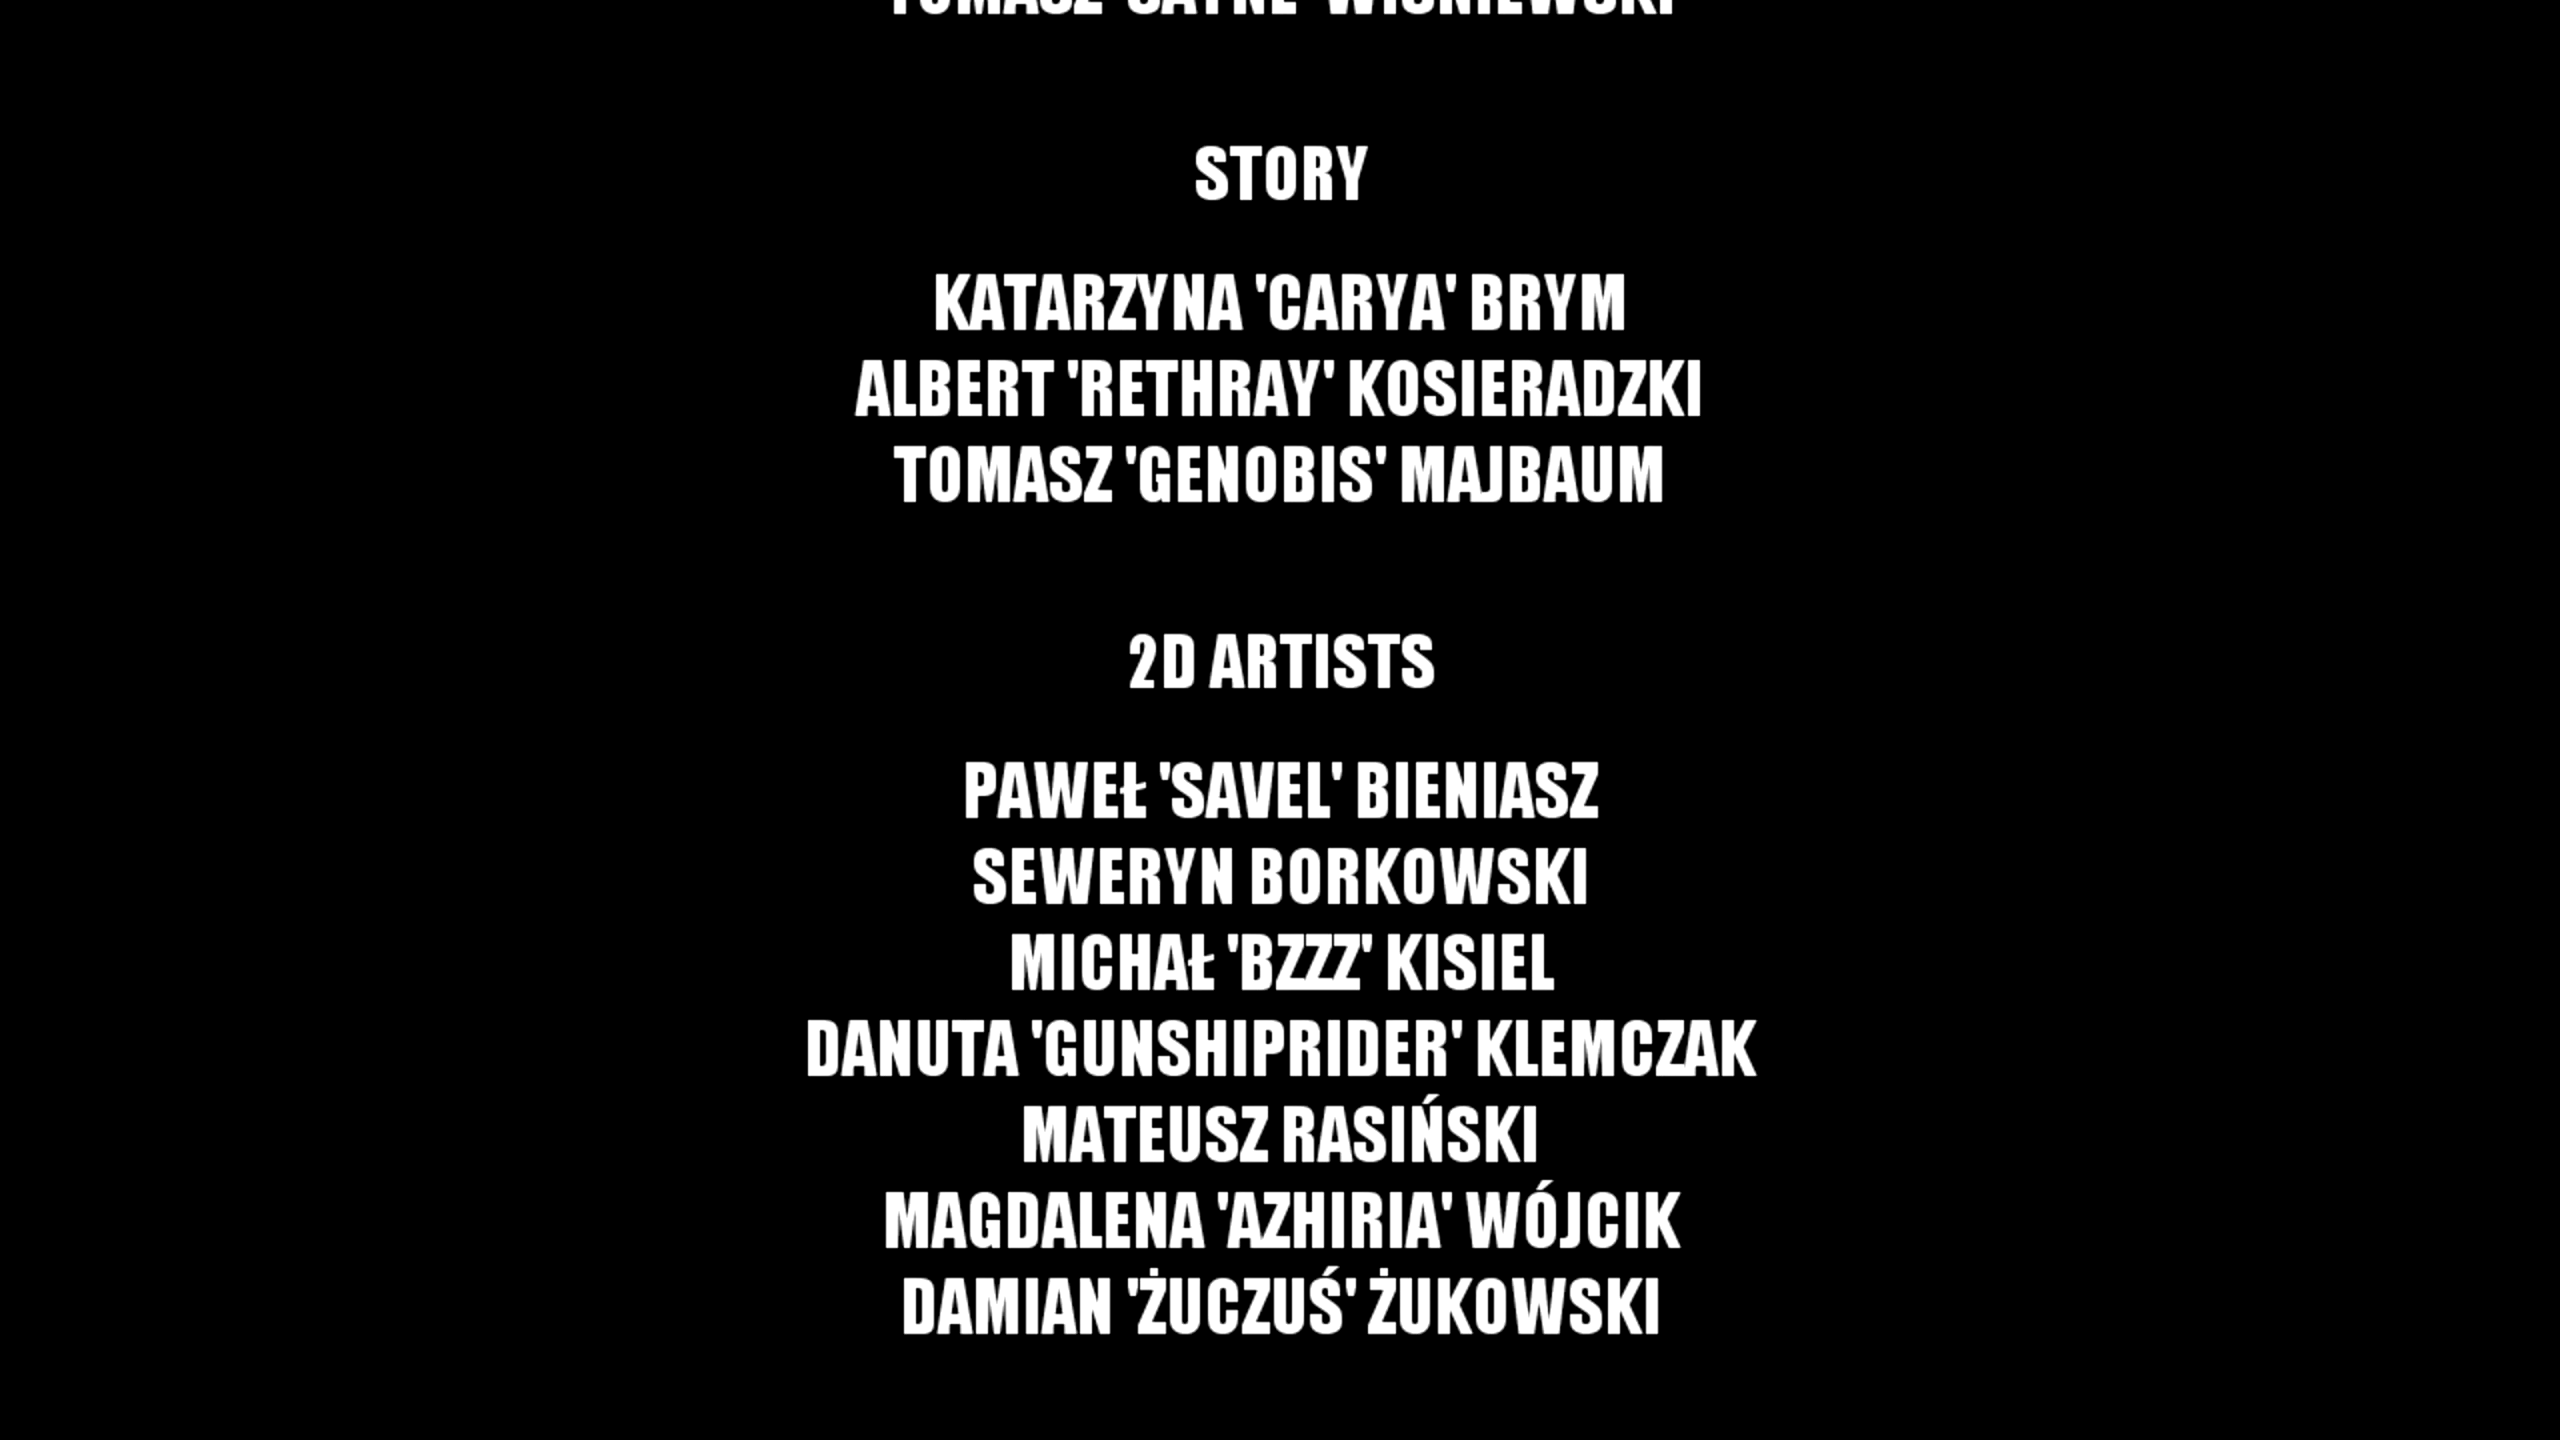 TOMASZ
STORY
KATARZYNA 'CARYA' BRYM
ALBERT 'RETHRAY' KOSIERADZKI
TOMASZ 'GENOBIS' MAJBAUM
2D ARTISTS
PAWEŁ 'SAVEL' BIENIASZ
SEWERYN BORKOWSKI
MICHAŁ 'BZZZ' KISIEL
DANUTA 'GUNSHIPRIDER' KLEMCZAK
MATEUSZ RASIŃSKI
MAGDALENA 'AZHIRIA' WÓJCIK
DAMIAN 'ŻUCZUŚ' ŻUKOWSKI